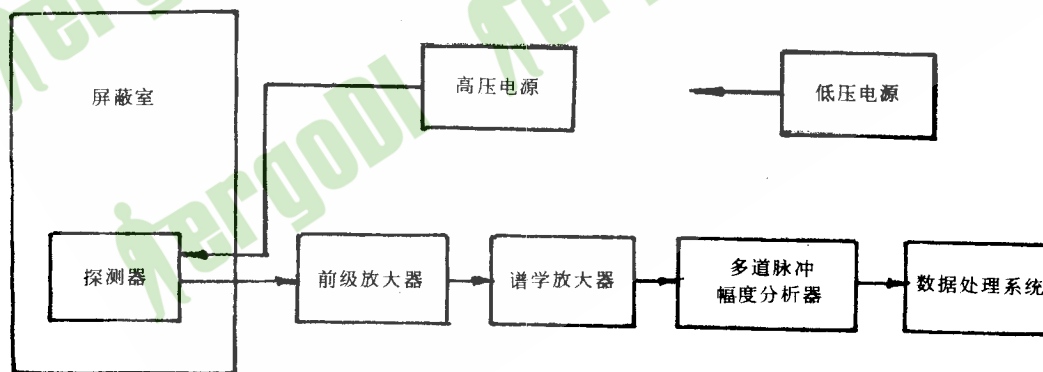 屏蔽室
高压电源
低压电源
探测器
前级放大器
谱学放大器
多道脉冲
幅度分析器
数据处理系统
AergoDI